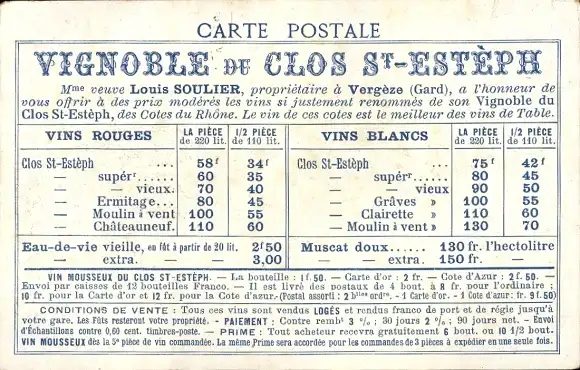 CARTE POSTALE
VIGNOBLE DU CLOS ST-ESTÈPH
Mme veuve Louis SOULIER, propriétaire à Vergèze (Gard), a l'honneur de
vous offrir à des prix modérés les vins si justement renommés de son Vignoble du
Clos St-Estèph, des Cotes du Rhône. Le vin de ces cotes est le meilleur des vins de Table.
VINS ROUGES LA PIÈCE de 220 lit. 1/2 PIÈCE de 110 lit.
Clos St-Estèph ... 58f 34f
— supér...... 60 35
— — vieux. 70 40
— Ermitage... 80 45
— Moulin à vent 100 55
— Châteauneuf. 110 60
VINS BLANCS LA PIÈCE de 220 lit. 1/2 PIÈCE de 110 lit.
Clos St-Estèph ... 75f 42f
— supér...... 80 45
— — vieux 90 50
— Grâves » 100 55
— Clairette » 110 60
— Moulin à vent » 130 70
Eau-de-vie vieille, en fût à partir de 20 lit. 2f50
— extra. — — 3,00
Muscat doux...... 130 fr. l'hectolitre
— extra.. 150 fr. —
VIN MOUSSEUX DU CLOS ST-ESTÉPH. — La bouteille : 1f.50. — Carte d'or : 2 fr. — Cote d'Azur : 2f.50. —
Envoi par caisses de 12 bouteilles Franco. — Il est livré des postaux de 4 bout. à 8 fr. pour l'ordinaire ;
10 fr. pour la Carte d'or et 12 fr. pour la Cote d'azur.- (Postal assorti : 2 btles ordre. - 1 Carte d'or. - 1 Cote d'azur: fr. 9f.50)
CONDITIONS DE VENTE : Tous ces vins sont vendus LOGÉS et rendus franco de port et de régie jusqu'à
votre gare. Les Fûts resteront votre propriété. - PAIEMENT : Contre rembt 3 %; 30 jours 2 %; 90 jours net. - Envoi
d'Échantillons contre 0,60 cent. timbres-poste. — PRIME : Tout acheteur recevra gratuitement 6 bout. ou 10 1/2 bout.
VIN MOUSSEUX dès la 5e pièce de vin commandée. La même Prime sera accordée pour les commandes de 3 pièces à expédier en une seule fois.